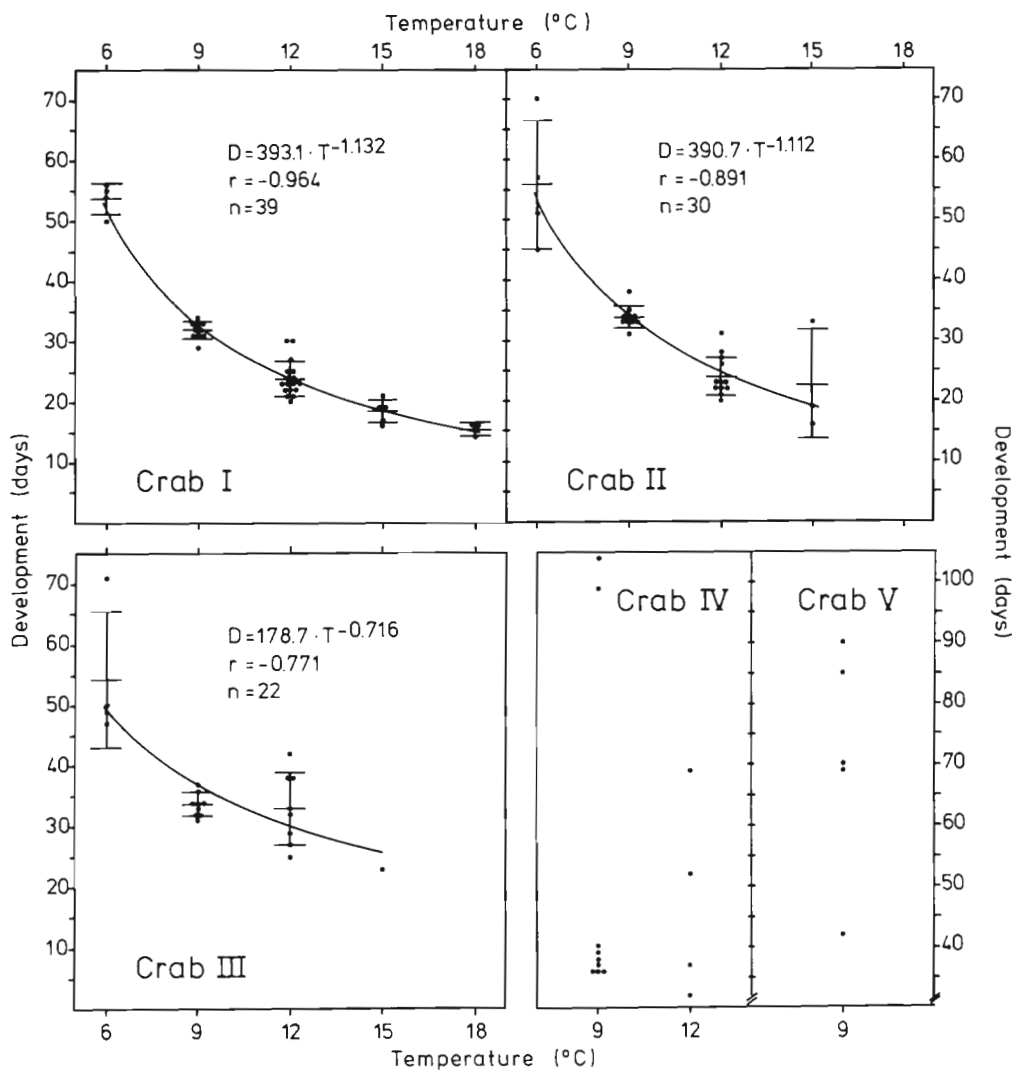 Temperature (°C)
6 9 12 15 18 6 9 12 15 18
70
60
50
40
30
20
10
D=393.1·T-1.132
r = -0.964
n=39
Crab I
D=390.7·T-1.112
r = -0.891
n=30
Crab II
70
60
50
40
30
20
10
Development (days)
Development (days)
70
60
50
40
30
20
10
D=178.7·T-0.716
r = -0.771
n=22
Crab III
Crab IV
Crab V
100
90
80
70
60
50
40
6 9 12 15 18 9 12 9
Temperature (°C)